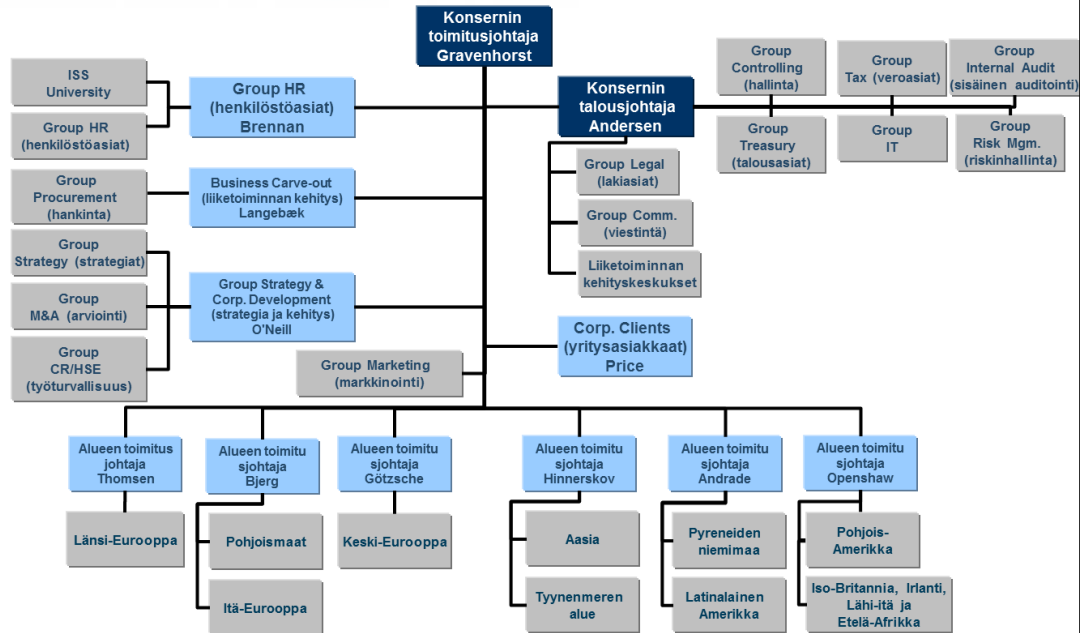 Konsernin
toimitusjohtaja
Gravenhorst
ISS
University
Group HR
(henkilöstöasiat)
Group HR
(henkilöstöasiat)
Brennan
Konsernin
talousjohtaja
Andersen
Group
Controlling
(hallinta)
Group
Tax (veroasiat)
Group
Internal Audit
(sisäinen auditointi)
Group
Treasury
(talousasiat)
Group
IT
Group
Risk Mgm.
(riskinhallinta)
Group Legal
(lakiasiat)
Group Comm.
(viestintä)
Liiketoiminnan
kehityskeskukset
Group
Procurement
(hankinta)
Business Carve-out
(liiketoiminnan kehitys)
Langebæk
Group
Strategy (strategiat)
Group
M&A (arviointi)
Group
CR/HSE
(työturvallisuus)
Group Strategy &
Corp. Development
(strategia ja kehitys)
O'Neill
Corp. Clients
(yritysasiakkaat)
Price
Group Marketing
(markkinointi)
Alueen toimitus
johtaja
Thomsen
Alueen toimitu
sjohtaja
Bjerg
Alueen toimitu
sjohtaja
Götzsche
Alueen toimitu
sjohtaja
Hinnerskov
Alueen toimitu
sjohtaja
Andrade
Alueen toimitu
sjohtaja
Openshaw
Länsi-Eurooppa
Pohjoismaat
Itä-Eurooppa
Keski-Eurooppa
Aasia
Tyynenmeren
alue
Pyreneiden
niemimaa
Latinalainen
Amerikka
Pohjois-
Amerikka
Iso-Britannia, Irlanti,
Lähi-itä ja
Etelä-Afrikka